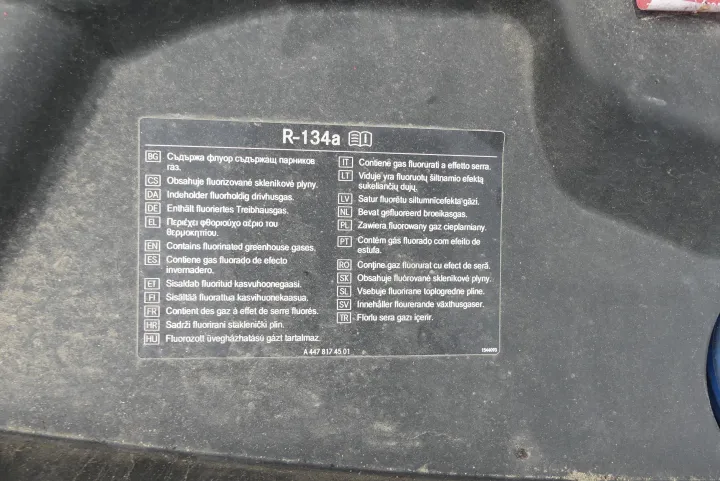 R-134a
BG Съдържа флуор съдържащ парников
газ.
CS Obsahuje fluorizované skleníkové plyny.
DA Indeholder fluorholdig drivhusgas.
DE Enthält fluoriertes Treibhausgas.
EL Περιέχει φθοριούχο αέριο του
θερμοκηπίου.
EN Contains fluorinated greenhouse gases.
ES Contiene gas fluorado de efecto
invernadero.
ET Sisaldab fluoritud kasvuhoonegaasi.
FI Sisältää fluorattua kasvihuonekaasua.
FR Contient des gaz à effet de serre fluorés.
HR Sadrži fluorirani staklenički plin.
HU Fluorozott üvegházhatású gázt tartalmaz.
IT Contiene gas fluorurati a effetto serra.
LT Viduje yra fluoruotų šiltnamio efektą
sukeliančių dujų.
LV Satur fluorētu siltumnīcefekta gāzi.
NL Bevat gefluoreerd broeikasgas.
PL Zawiera fluorowany gaz cieplarniany.
PT Contém gás fluorado com efeito de
estufa.
RO Conţine gaz fluorurat cu efect de seră.
SK Obsahuje fluórované skleníkové plyny.
SL Vsebuje fluorirane toplogredne pline.
SV Innehåller flourerande växthusgaser.
TR Florlu sera gazı içerir.
A 447 817 45 01